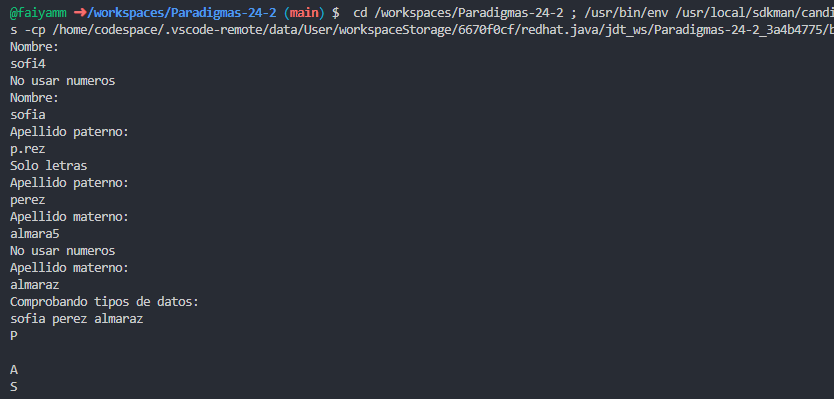 @faiyamm ➜/workspaces/Paradigmas-24-2 (main) $ cd /workspaces/Paradigmas-24-2 ; /usr/bin/env /usr/local/sdkman/candi
s -cp /home/codespace/.vscode-remote/data/User/workspaceStorage/6670f0cf/redhat.java/jdt_ws/Paradigmas-24-2_3a4b4775/b
Nombre:
sofi4
No usar numeros
Nombre:
sofia
Apellido paterno:
p.rez
Solo letras
Apellido paterno:
perez
Apellido materno:
almara5
No usar numeros
Apellido materno:
almaraz
Comprobando tipos de datos:
sofia perez almaraz
P
A
S